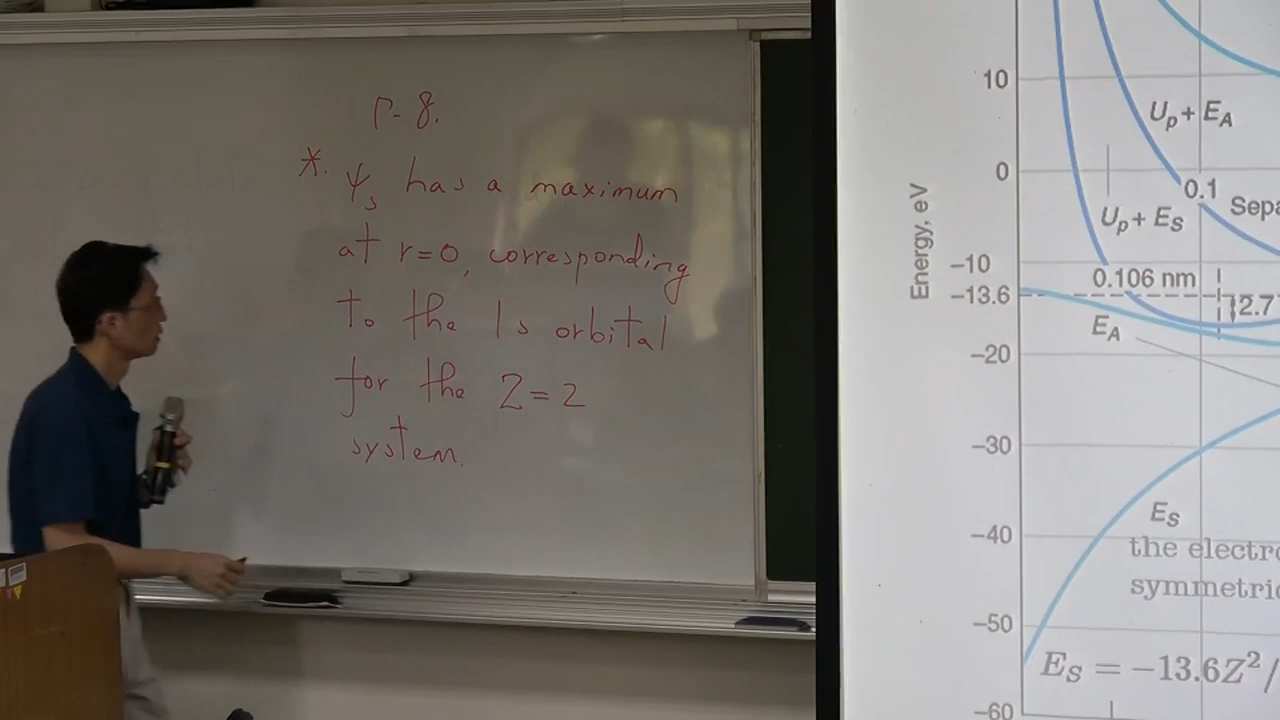 P-8.
*. ψs has a maximum
at r=0, corresponding
to the 1s orbital
for the Z=2
system.
10
Up + EA
0
0.1
Sepa
Up + ES
Energy, eV
−10
0.106 nm
−13.6
2.7
EA
−20
−30
ES
−40
the electro
symmetric
−50
ES = −13.6Z²/
−60